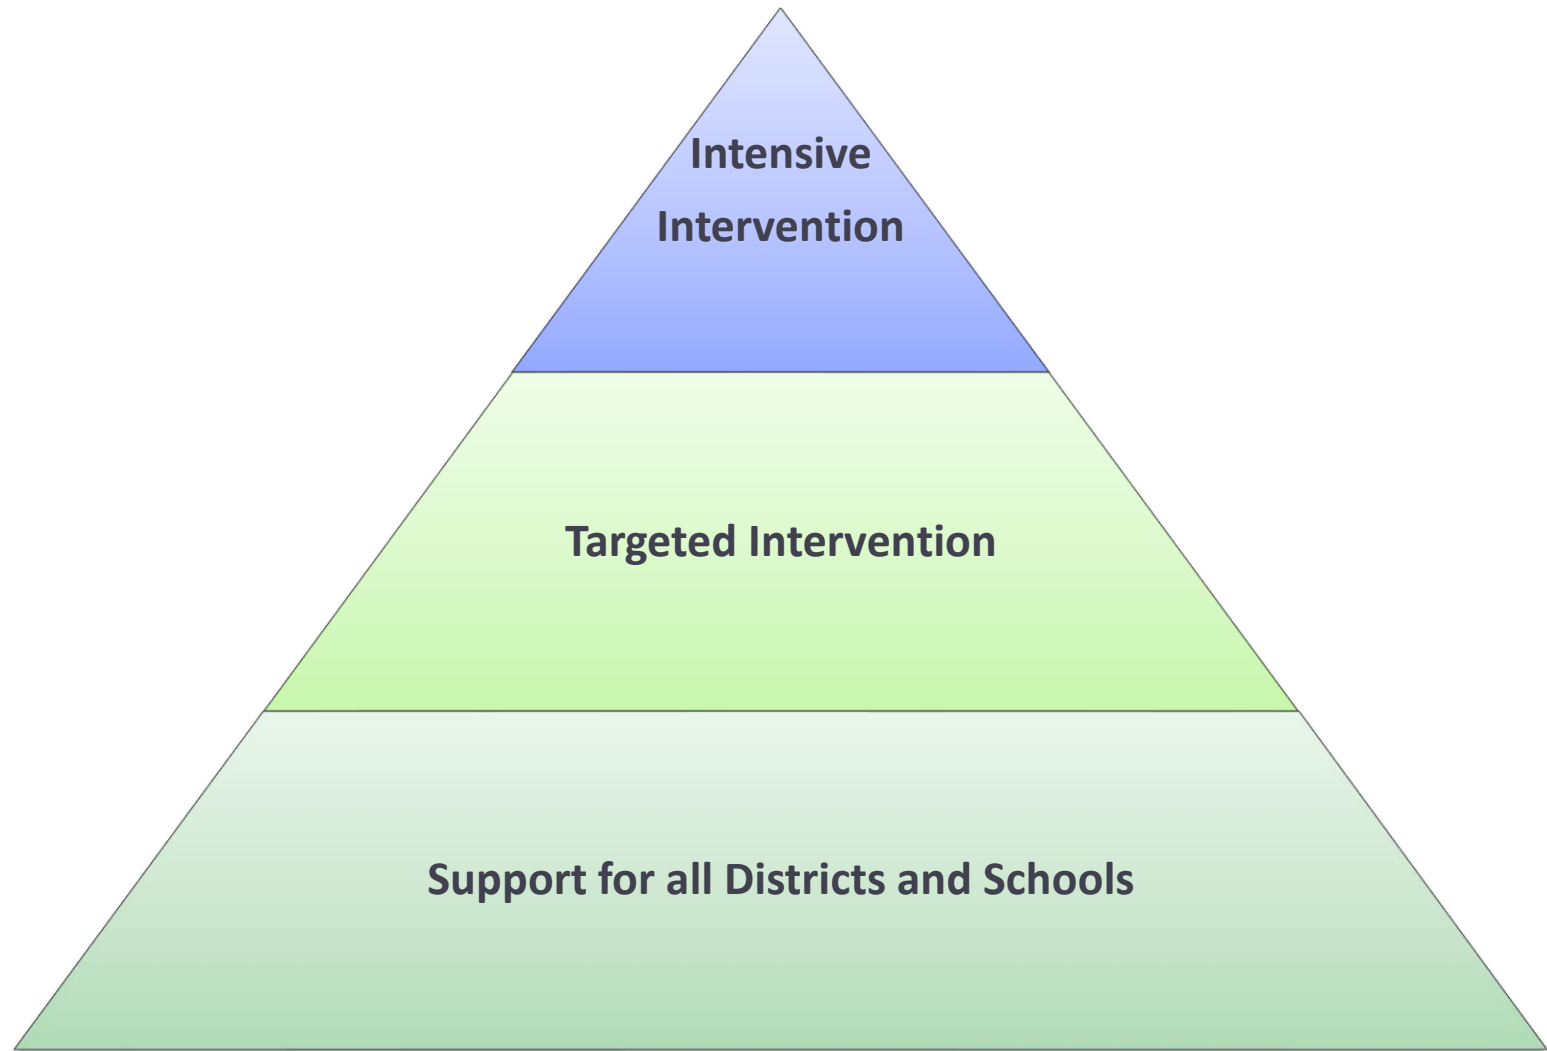 Intensive
Intervention
Targeted Intervention
Support for all Districts and Schools